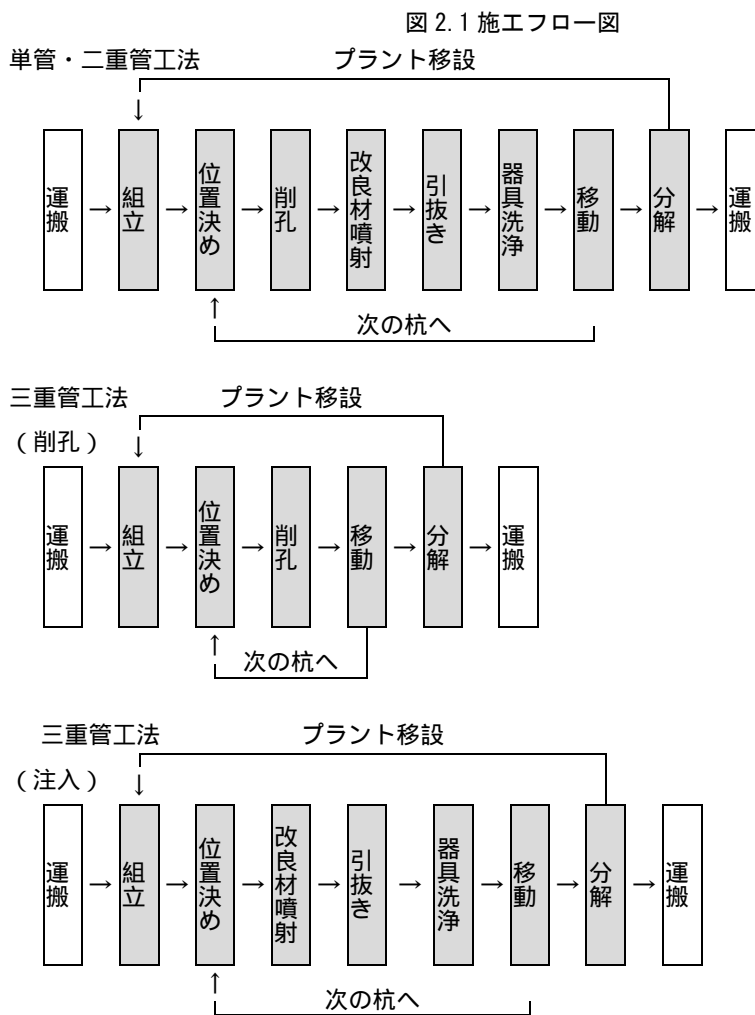 図 2.1 施工フロー図
単管・二重管工法 プラント移設
↓
運搬 → 組立 → 位置決め → 削孔 → 改良材噴射 → 引抜き → 器具洗浄 → 移動 → 分解 → 運搬
↑
次の杭へ
三重管工法 プラント移設
(削孔) ↓
運搬 → 組立 → 位置決め → 削孔 → 移動 → 分解 → 運搬
↑
次の杭へ
三重管工法 プラント移設
(注入) ↓
運搬 → 組立 → 位置決め → 改良材噴射 → 引抜き → 器具洗浄 → 移動 → 分解 → 運搬
↑
次の杭へ